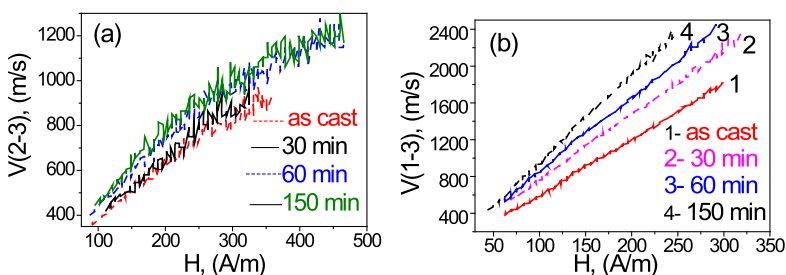 (a)
V(2-3), (m/s)
1200
1000
800
600
400
as cast
30 min
60 min
150 min
100 200 300 400 500
H, (A/m)
(b)
V(1-3), (m/s)
2400
2000
1600
1200
800
400
4 3 2 1
1- as cast
2- 30 min
3- 60 min
4- 150 min
50 100 150 200 250 300 350
H, (A/m)